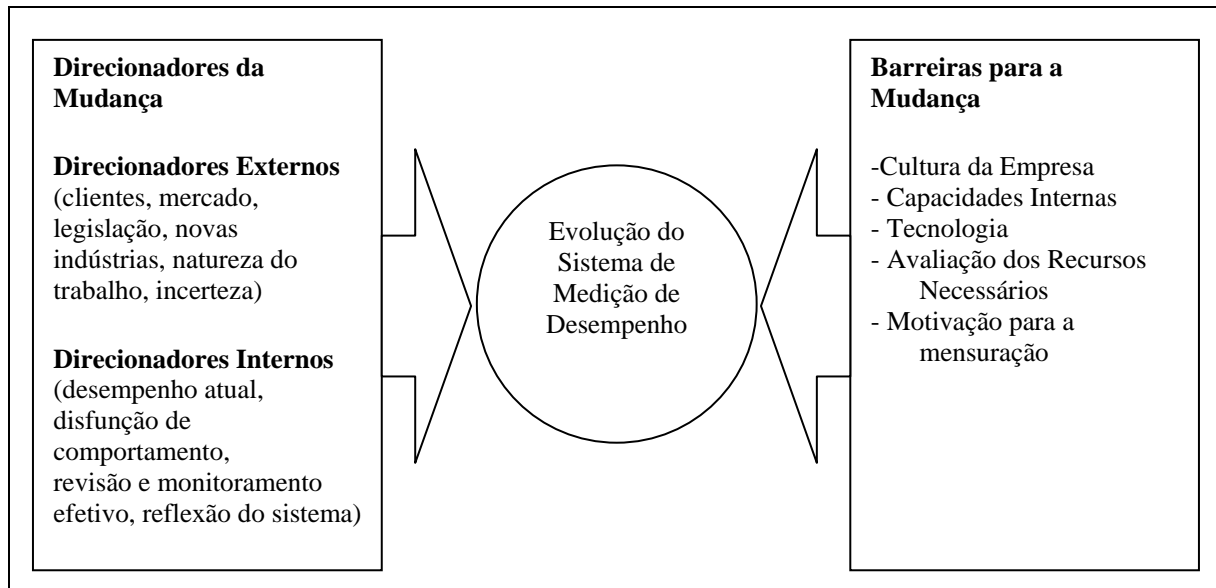 Direcionadores da
Mudança
Direcionadores Externos
(clientes, mercado,
legislação, novas
indústrias, natureza do
trabalho, incerteza)
Direcionadores Internos
(desempenho atual,
disfunção de
comportamento,
revisão e monitoramento
efetivo, reflexão do sistema)
Evolução do
Sistema de
Medição de
Desempenho
Barreiras para a
Mudança
-Cultura da Empresa
- Capacidades Internas
- Tecnologia
- Avaliação dos Recursos
Necessários
- Motivação para a
mensuração